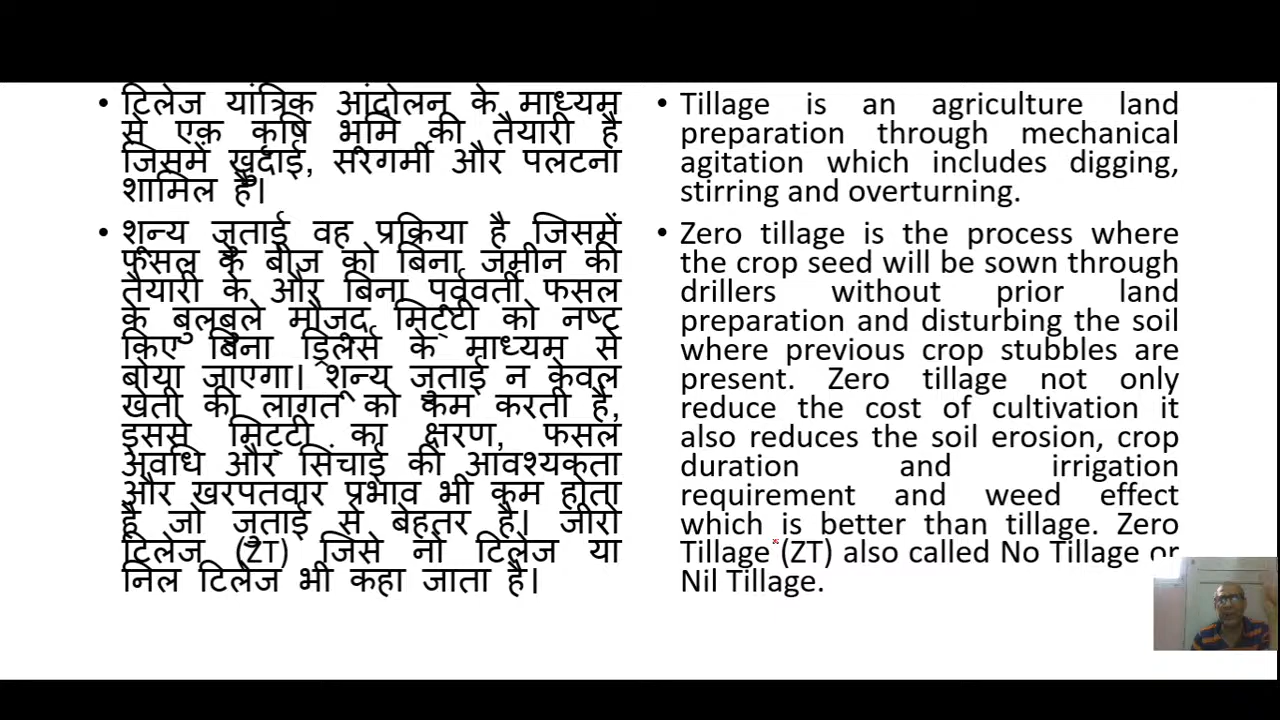 • टिलेज यांत्रिक आंदोलन के माध्यम
से एक कृषि भूमि की तैयारी है
जिसमें खुदाई, सरगर्मी और पलटना
शामिल है।
• शून्य जुताई वह प्रक्रिया है जिसमें
फसल के बीज को बिना जमीन की
तैयारी के और बिना पूर्ववर्ती फसल
के बुलबुले मौजूद मिट्टी को नष्ट
किए बिना ड्रिलर्स के माध्यम से
बोया जाएगा। शून्य जुताई न केवल
खेती की लागत को कम करती है,
इससे मिट्टी का क्षरण, फसल
अवधि और सिंचाई की आवश्यकता
और खरपतवार प्रभाव भी कम होता
है जो जुताई से बेहतर है। जीरो
टिलेज (ZT) जिसे नो टिलेज या
निल टिलेज भी कहा जाता है।
• Tillage is an agriculture land
preparation through mechanical
agitation which includes digging,
stirring and overturning.
• Zero tillage is the process where
the crop seed will be sown through
drillers without prior land
preparation and disturbing the soil
where previous crop stubbles are
present. Zero tillage not only
reduce the cost of cultivation it
also reduces the soil erosion, crop
duration and irrigation
requirement and weed effect
which is better than tillage. Zero
Tillage (ZT) also called No Tillage or
Nil Tillage.